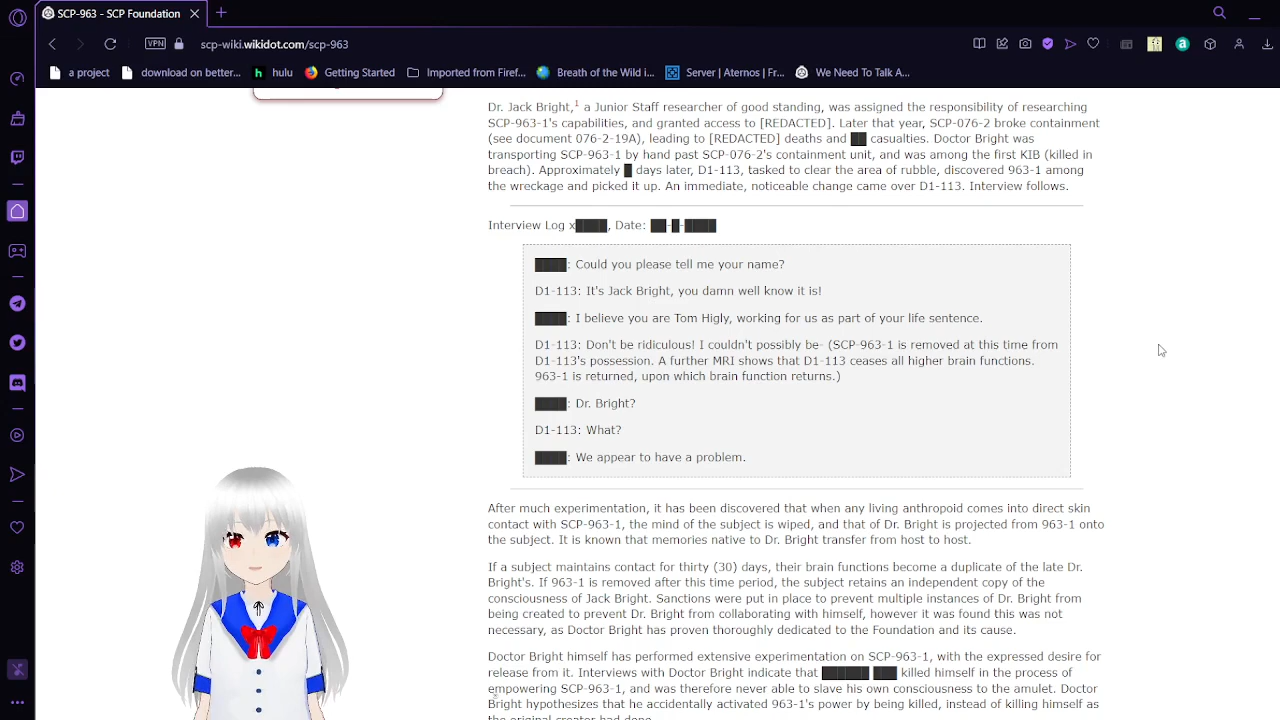 SCP-963 - SCP Foundation
VPN scp-wiki.wikidot.com/scp-963
a project download on better... hulu Getting Started Imported from Firef... Breath of the Wild i... Server | Aternos | Fr... We Need To Talk A...
Dr. Jack Bright,1 a Junior Staff researcher of good standing, was assigned the responsibility of researching
SCP-963-1's capabilities, and granted access to [REDACTED]. Later that year, SCP-076-2 broke containment
(see document 076-2-19A), leading to [REDACTED] deaths and ██ casualties. Doctor Bright was
transporting SCP-963-1 by hand past SCP-076-2's containment unit, and was among the first KIB (killed in
breach). Approximately █ days later, D1-113, tasked to clear the area of rubble, discovered 963-1 among
the wreckage and picked it up. An immediate, noticeable change came over D1-113. Interview follows.
Interview Log x████, Date: ██-█-████
████: Could you please tell me your name?
D1-113: It's Jack Bright, you damn well know it is!
████: I believe you are Tom Higly, working for us as part of your life sentence.
D1-113: Don't be ridiculous! I couldn't possibly be- (SCP-963-1 is removed at this time from
D1-113's possession. A further MRI shows that D1-113 ceases all higher brain functions.
963-1 is returned, upon which brain function returns.)
████: Dr. Bright?
D1-113: What?
████: We appear to have a problem.
After much experimentation, it has been discovered that when any living anthropoid comes into direct skin
contact with SCP-963-1, the mind of the subject is wiped, and that of Dr. Bright is projected from 963-1 onto
the subject. It is known that memories native to Dr. Bright transfer from host to host.
If a subject maintains contact for thirty (30) days, their brain functions become a duplicate of the late Dr.
Bright's. If 963-1 is removed after this time period, the subject retains an independent copy of the
consciousness of Jack Bright. Sanctions were put in place to prevent multiple instances of Dr. Bright from
being created to prevent Dr. Bright from collaborating with himself, however it was found this was not
necessary, as Doctor Bright has proven thoroughly dedicated to the Foundation and its cause.
Doctor Bright himself has performed extensive experimentation on SCP-963-1, with the expressed desire for
release from it. Interviews with Doctor Bright indicate that ██████ ███ killed himself in the process of
empowering SCP-963-1, and was therefore never able to slave his own consciousness to the amulet. Doctor
Bright hypothesizes that he accidentally activated 963-1's power by being killed, instead of killing himself as
the original creator had done.